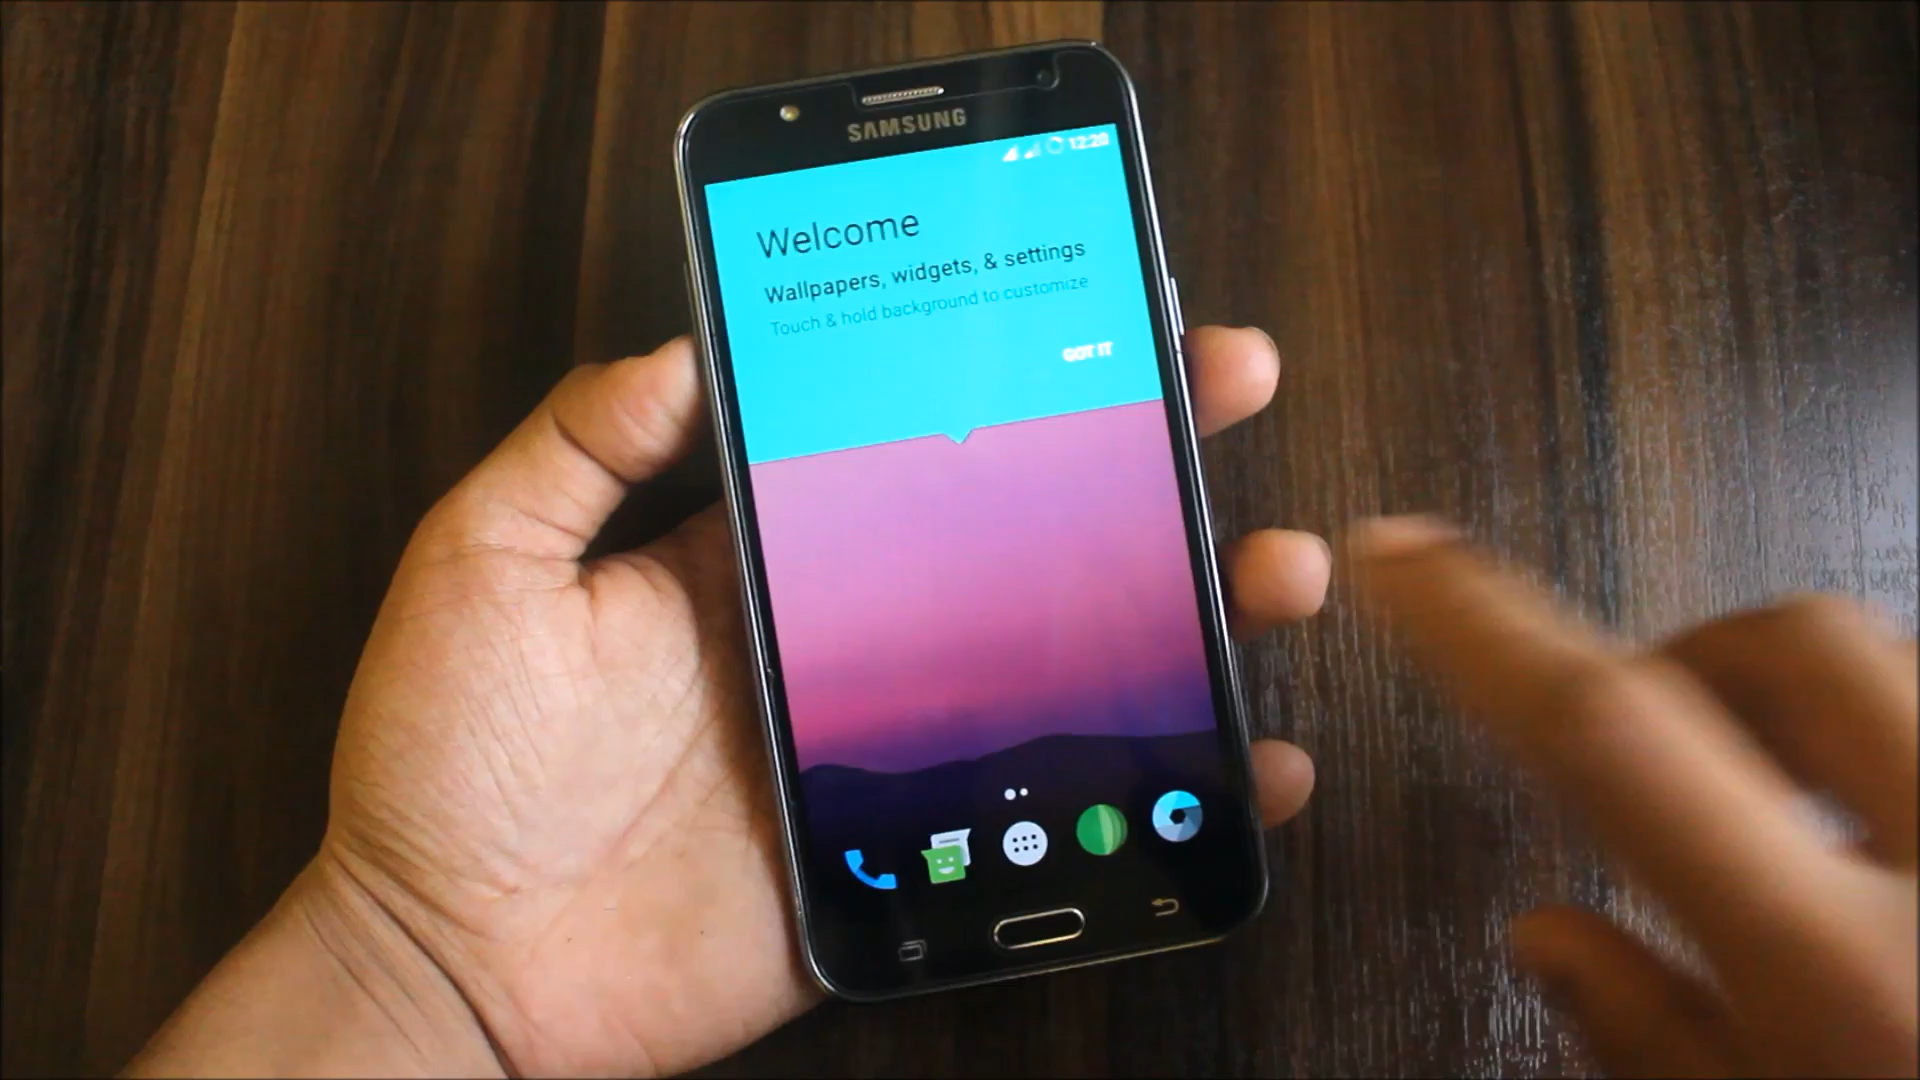 SAMSUNG
12:20
Welcome
Wallpapers, widgets, & settings
Touch & hold background to customize
GOT IT